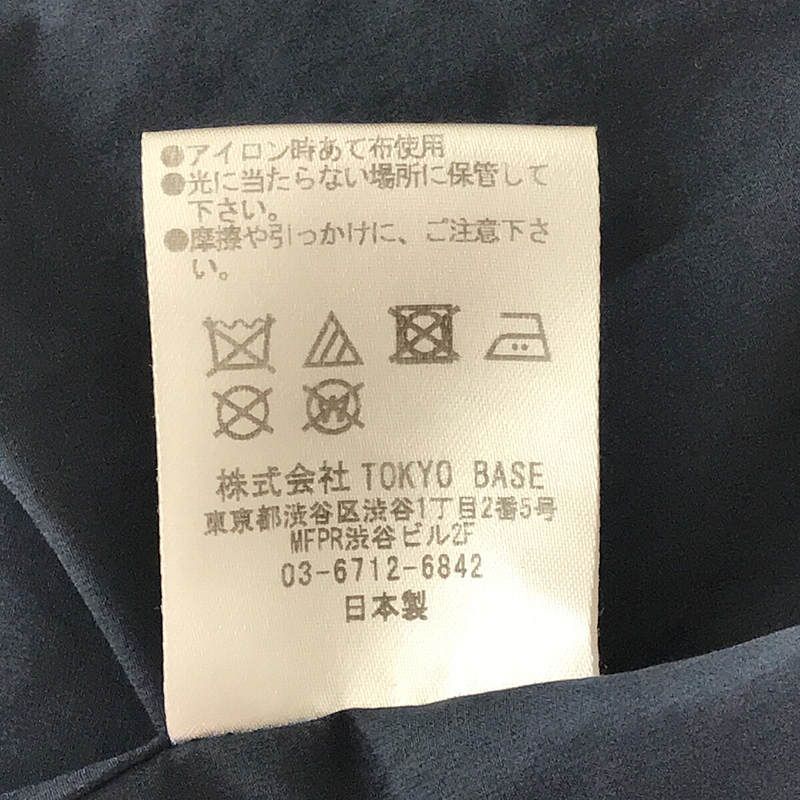 ●アイロン時あて布使用
●光に当たらない場所に保管して
下さい。
●摩擦や引っかけに、ご注意下さ
い。
W
株式会社 TOKYO BASE
東京都渋谷区渋谷1丁目2番5号
MFPR渋谷ビル2F
03-6712-6842
日本製